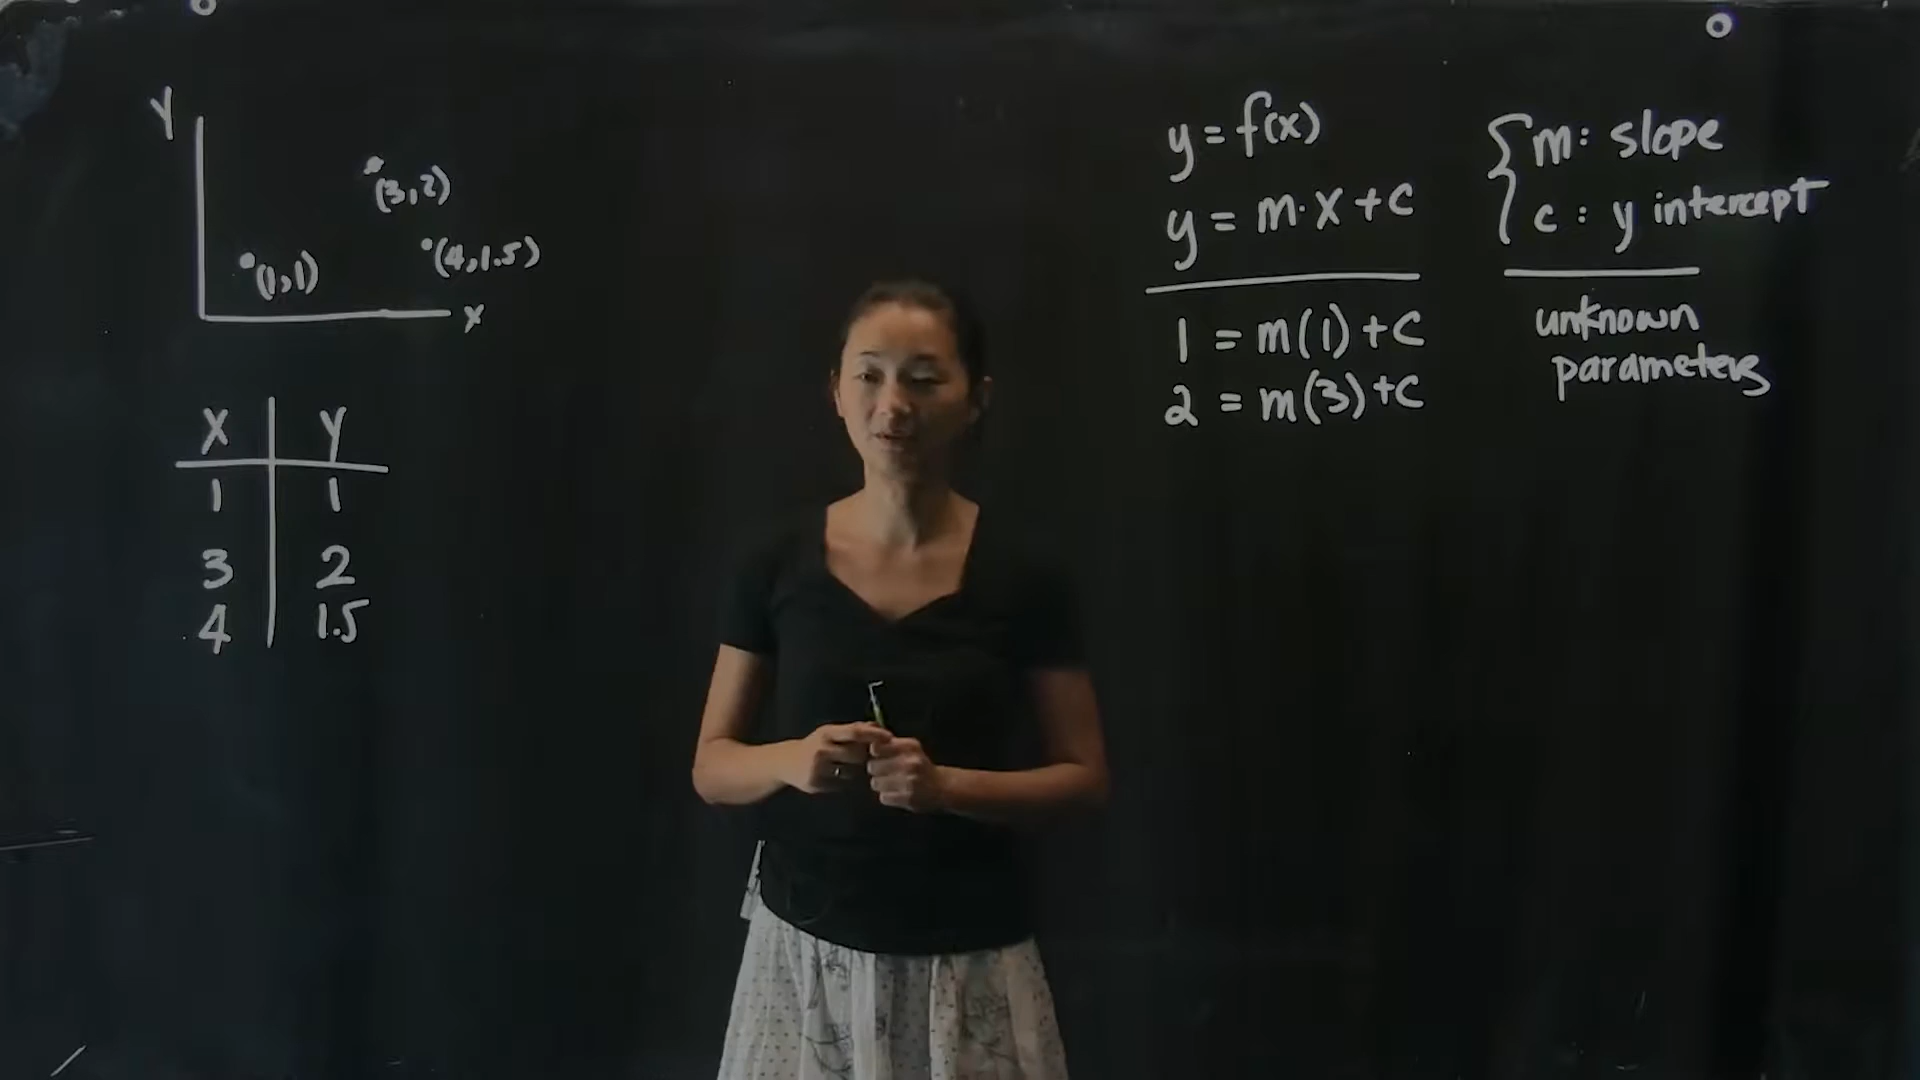 Y
(3,2)
(4,1.5)
(1,1)
X
X Y
1 1
3 2
4 1.5
y = f(x)
y = m·x + c
1 = m(1) + c
2 = m(3) + c
m: slope
c: y intercept
unknown
parameters